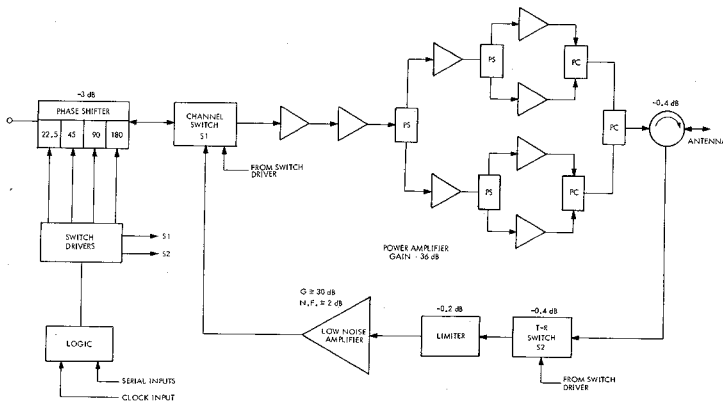 -3 dB
PHASE SHIFTER
22.5 45 90 180
CHANNEL
SWITCH
S1
FROM SWITCH
DRIVER
PS
PS
PC
PS
PC
PC
-0.4 dB
ANTENNA
SWITCH
DRIVERS
S1
S2
POWER AMPLIFIER
GAIN - 36 dB
G ≅ 30 dB
N.F. ≅ 2 dB
LOW NOISE
AMPLIFIER
-0.2 dB
LIMITER
-0.4 dB
T-R
SWITCH
S2
FROM SWITCH
DRIVER
LOGIC
SERIAL INPUTS
CLOCK INPUT